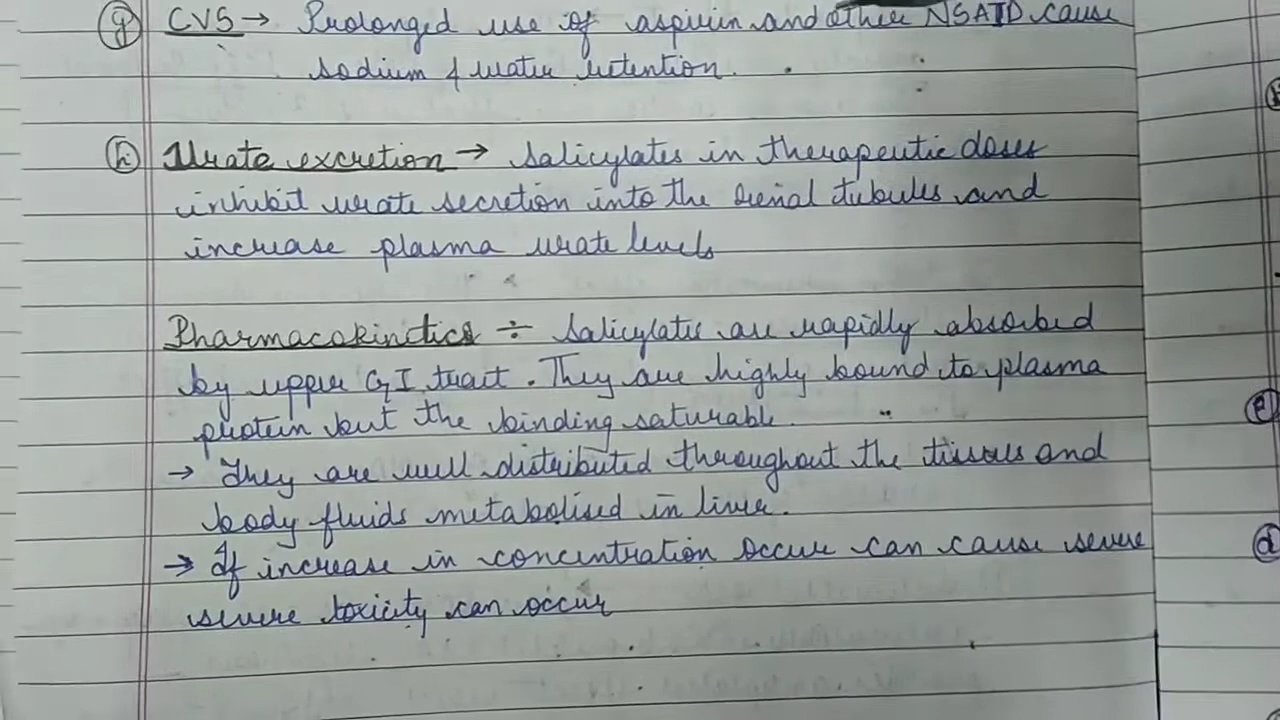 g CVS → Prolonged use of aspirin and other NSAID cause
sodium & water retention.
h Urate excretion → Salicylates in therapeutic doses
inhibit urate secretion into the renal tubules and
increase plasma urate levels
Pharmacokinetics ÷ Salicylates are rapidly absorbed
by upper GI tract. They are highly bound to plasma
protein but the binding saturable.
→ They are well distributed throughout the tissues and
body fluids metabolised in liver.
→ If increase in concentration occur can cause severe
severe toxicity can occur
e
d